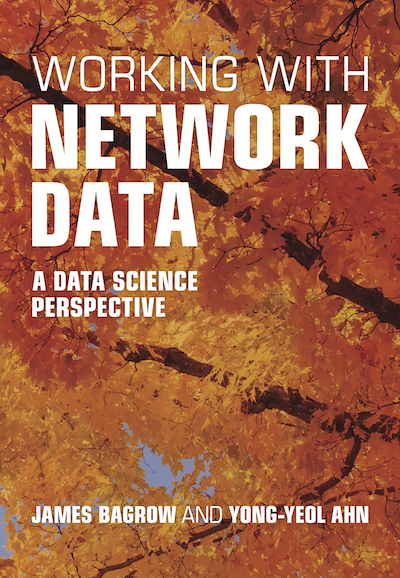 WORKING WITH
NETWORK
DATA
A DATA SCIENCE
PERSPECTIVE
JAMES BAGROW AND YONG-YEOL AHN